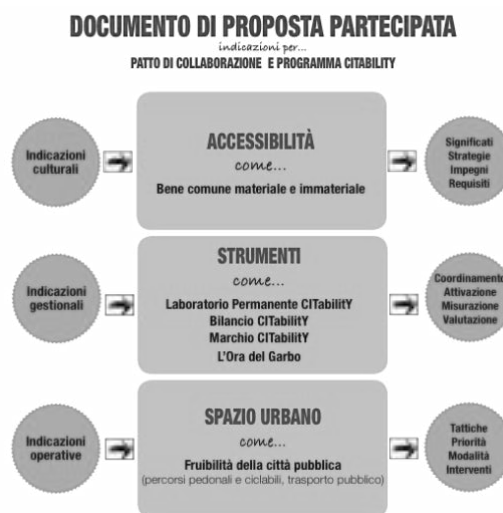 DOCUMENTO DI PROPOSTA PARTECIPATA
indicazioni per...
PATTO DI COLLABORAZIONE E PROGRAMMA CITABILITY
Indicazioni
culturali
ACCESSIBILITÀ
come...
Bene comune materiale e immateriale
Significati
Strategie
Impegni
Requisiti
Indicazioni
gestionali
STRUMENTI
come...
Laboratorio Permanente CITabilitY
Bilancio CITabilitY
Marchio CITabilitY
L'Ora del Garbo
Coordinamento
Attivazione
Misurazione
Valutazione
Indicazioni
operative
SPAZIO URBANO
come...
Fruibilità della città pubblica
(percorsi pedonali e ciclabili, trasporto pubblico)
Tattiche
Priorità
Modalità
Interventi